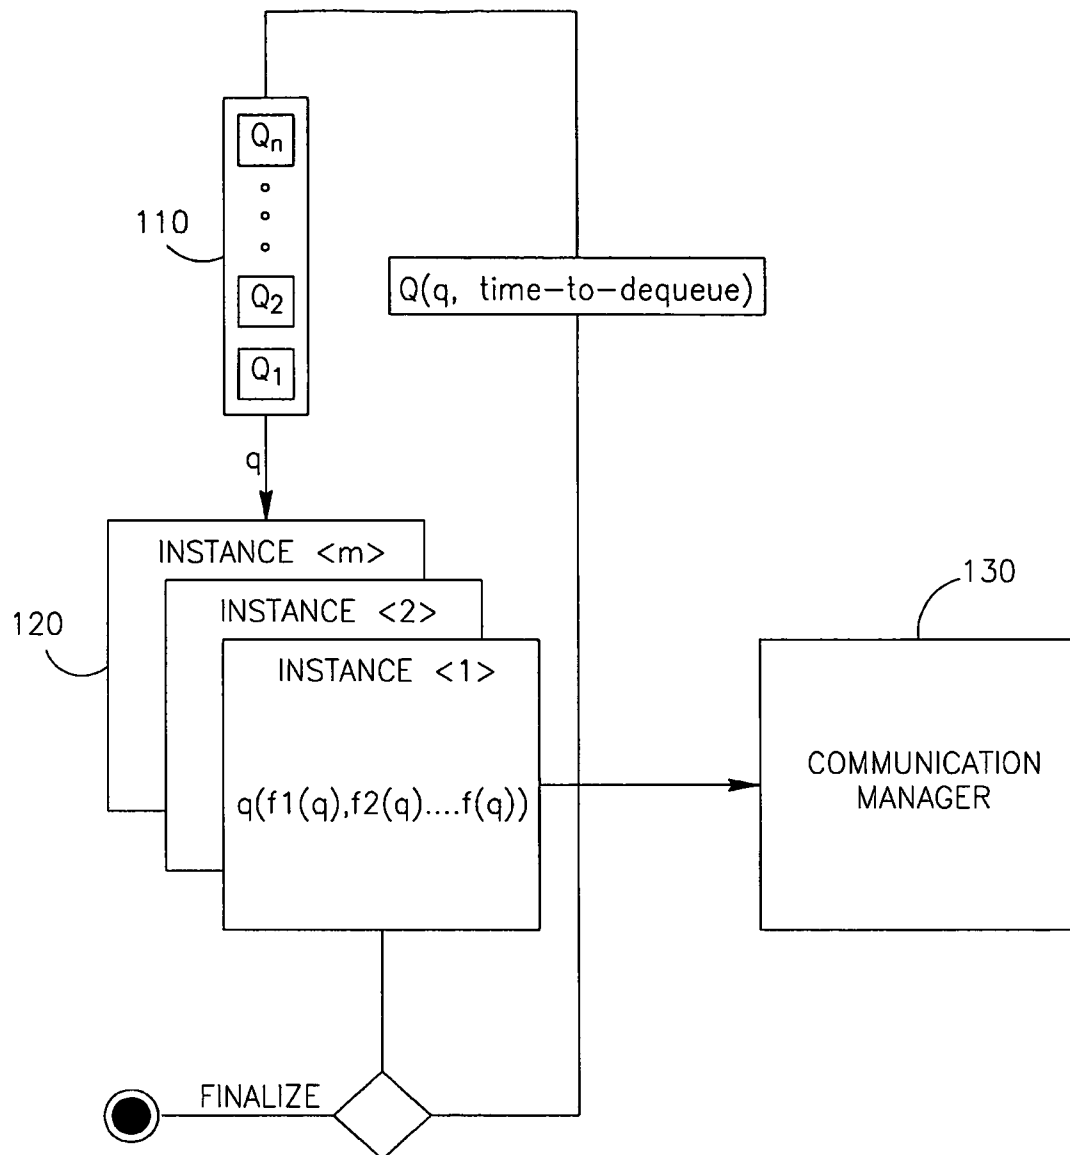 Qₙ
110
Q₂
Q(q, time-to-dequeue)
Q₁
q
INSTANCE <m>
INSTANCE <2>
120
INSTANCE <1>
130
q(f1(q),f2(q)....f(q))
COMMUNICATION
MANAGER
FINALIZE